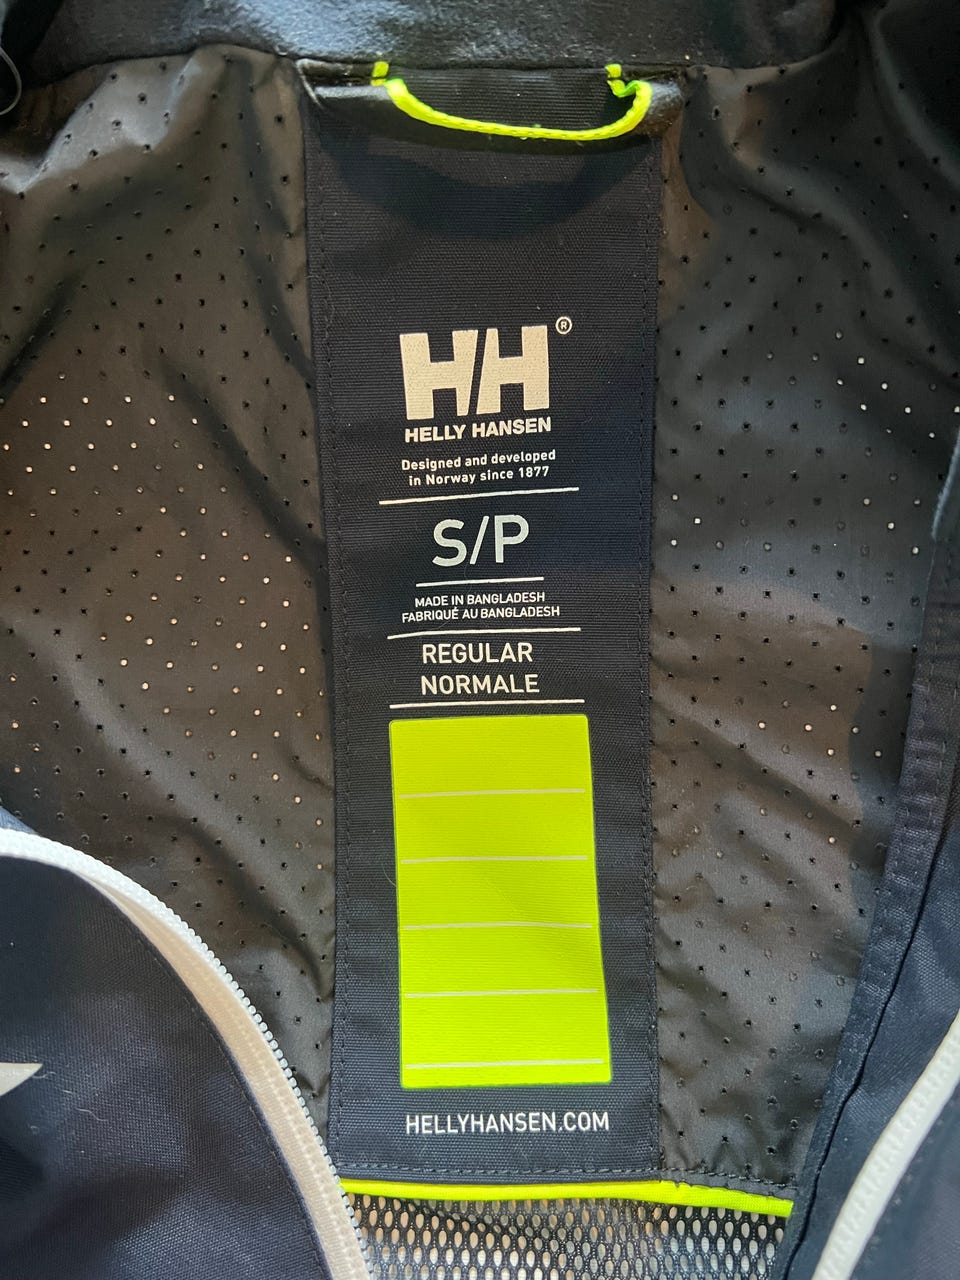 HH®
HELLY HANSEN
Designed and developed
in Norway since 1877
S/P
MADE IN BANGLADESH
FABRIQUÉ AU BANGLADESH
REGULAR
NORMALE
HELLYHANSEN.COM